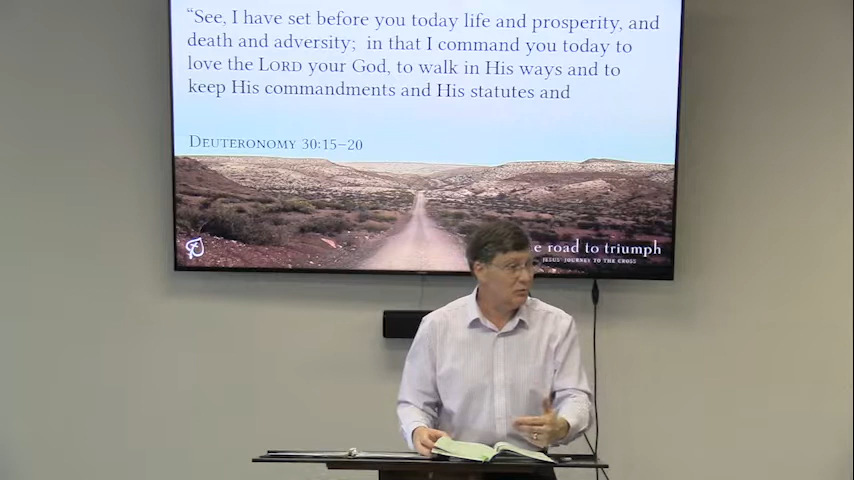 “See, I have set before you today life and prosperity, and
death and adversity;  in that I command you today to
love the LORD your God, to walk in His ways and to
keep His commandments and His statutes and
DEUTERONOMY 30:15–20
e road to triumph
JESUS’ JOURNEY TO THE CROSS